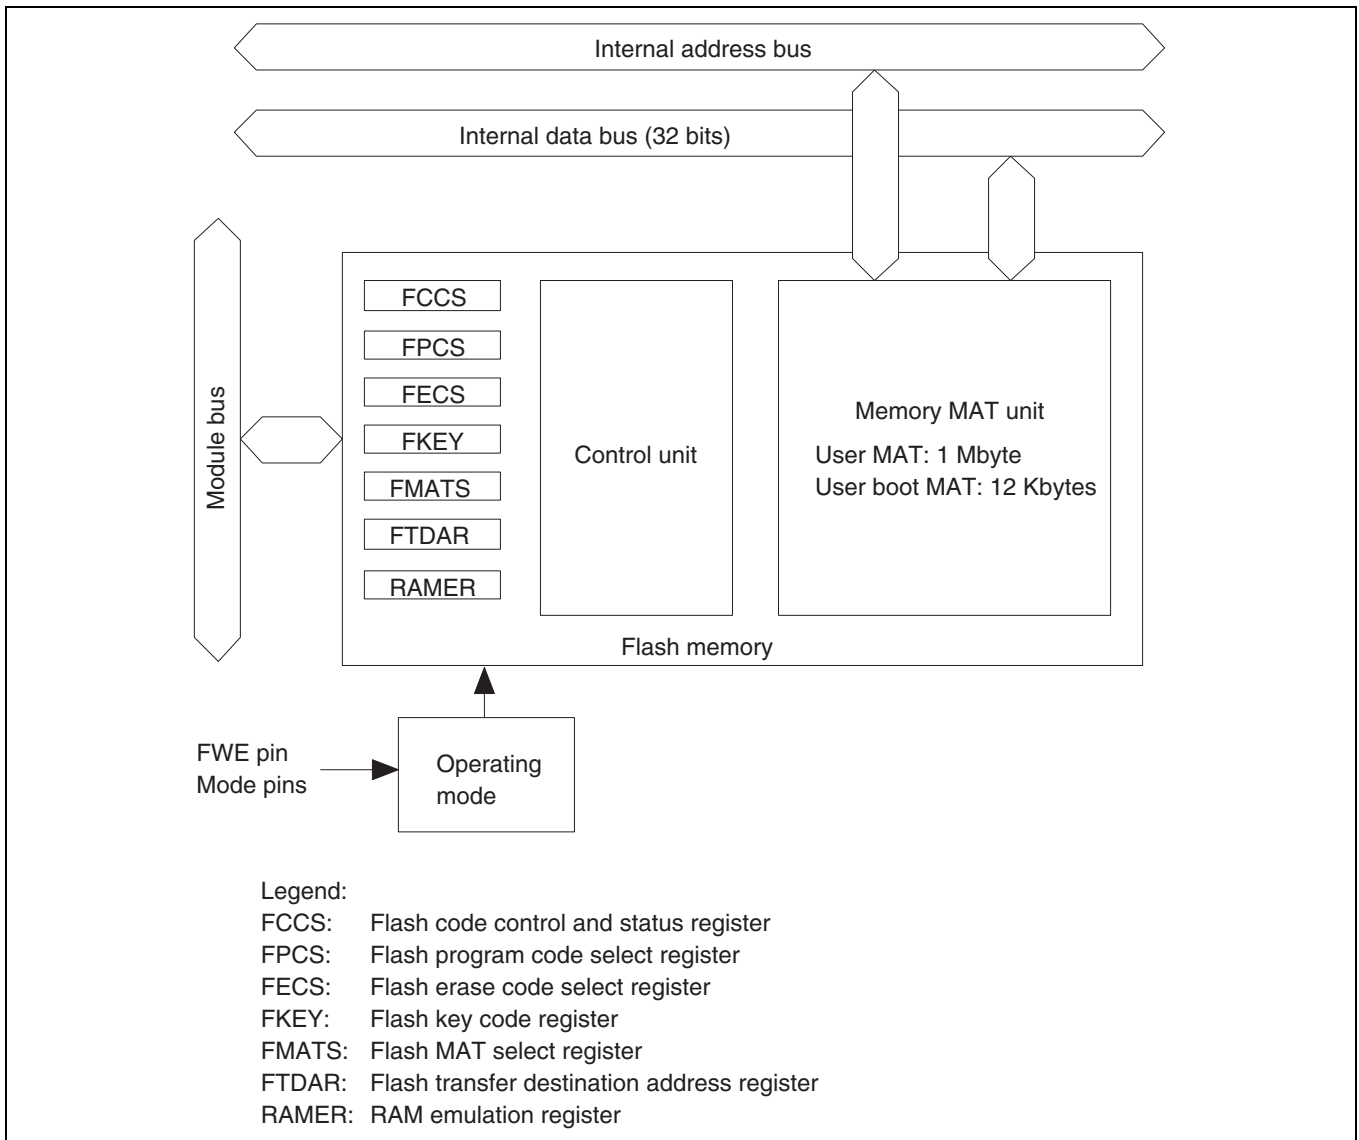 Internal address bus
Internal data bus (32 bits)
Module bus
FCCS
FPCS
FECS
FKEY
FMATS
FTDAR
RAMER
Control unit
Memory MAT unit
User MAT: 1 Mbyte
User boot MAT: 12 Kbytes
Flash memory
FWE pin
Mode pins
Operating
mode
Legend:
FCCS: Flash code control and status register
FPCS: Flash program code select register
FECS: Flash erase code select register
FKEY: Flash key code register
FMATS: Flash MAT select register
FTDAR: Flash transfer destination address register
RAMER: RAM emulation register